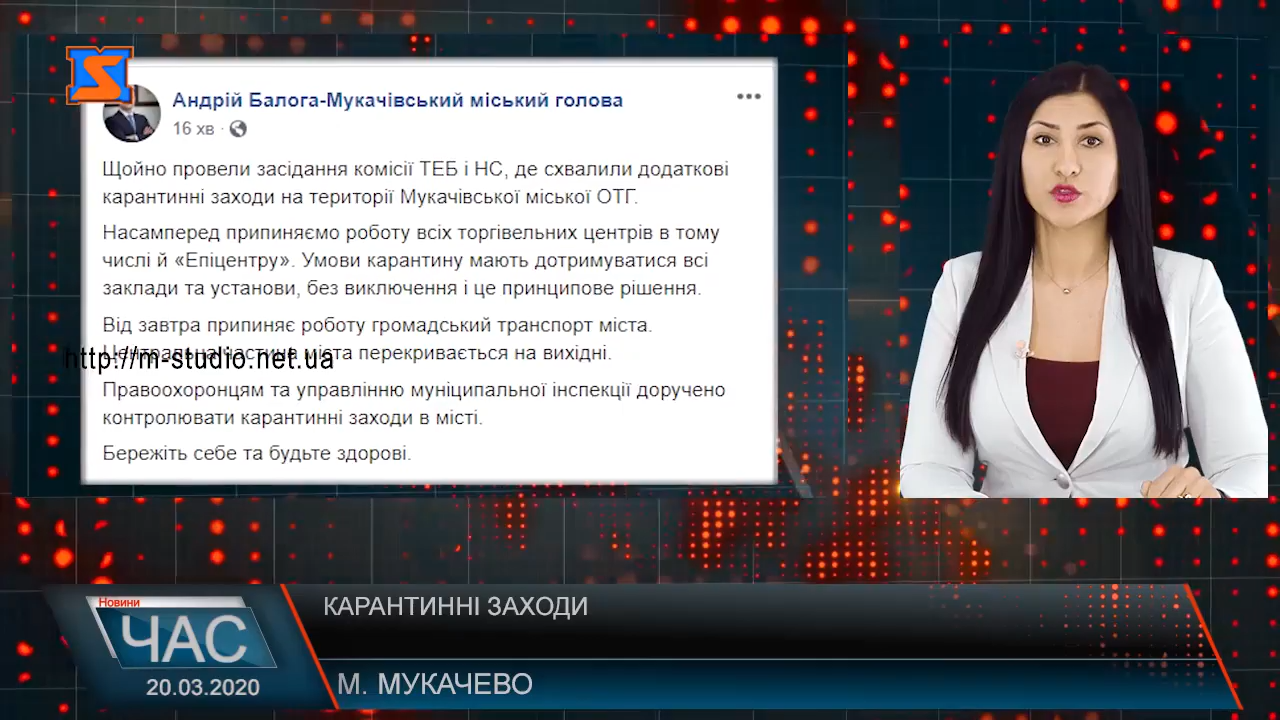 Андрій Балога-Мукачівський міський голова
16 хв ·
Щойно провели засідання комісії ТЕБ і НС, де схвалили додаткові
карантинні заходи на території Мукачівської міської ОТГ.
Насамперед припиняємо роботу всіх торгівельних центрів в тому
числі й «Епіцентру». Умови карантину мають дотримуватися всі
заклади та установи, без виключення і це принципове рішення.
Від завтра припиняє роботу громадський транспорт міста.
Центральна частина міста перекривається на вихідні.
http://m-studio.net.ua
Правоохоронцям та управлінню муніципальної інспекції доручено
контролювати карантинні заходи в місті.
Бережіть себе та будьте здорові.
КАРАНТИННІ ЗАХОДИ
Новини
ЧАС
20.03.2020
М. МУКАЧЕВО